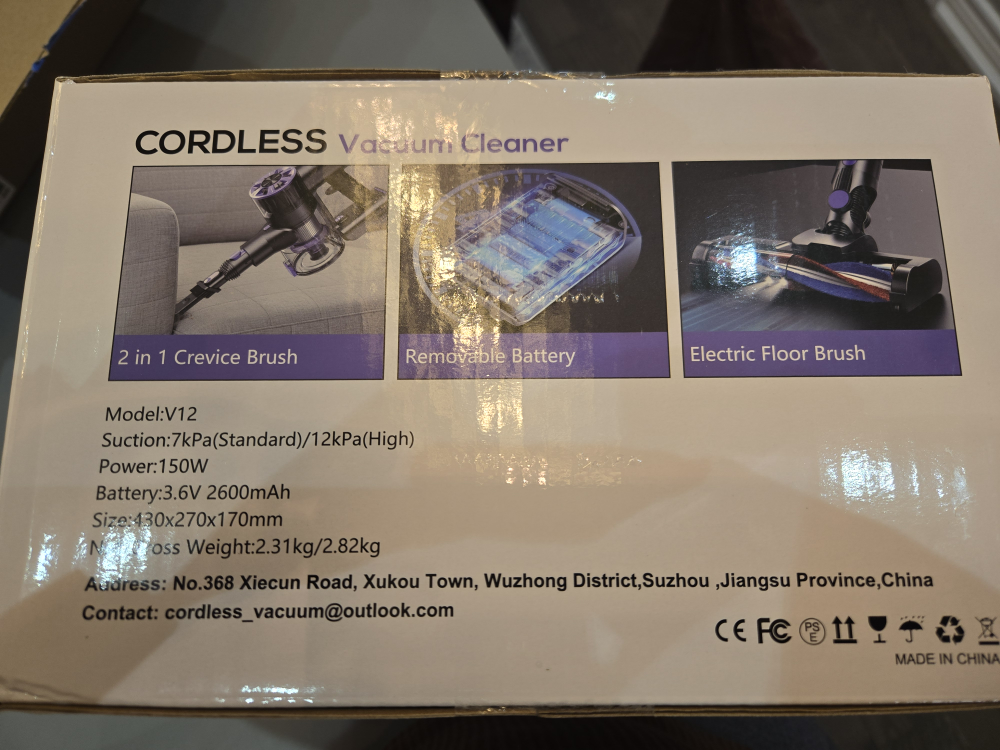 CORDLESS Vacuum Cleaner
2 in 1 Crevice Brush
Removable Battery
Electric Floor Brush
Model:V12
Suction:7kPa(Standard)/12kPa(High)
Power:150W
Battery:3.6V 2600mAh
Size:430x270x170mm
Weight:2.31kg/2.82kg
Address: No.368 Xiecun Road, Xukou Town, Wuzhong District,Suzhou ,Jiangsu Province,China
Contact: cordless_vacuum@outlook.com
CE FC PS E
MADE IN CHINA